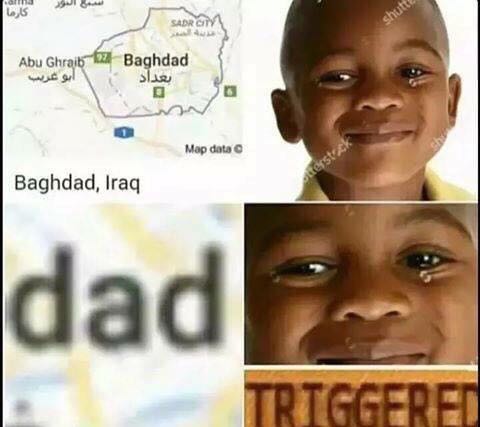 كارما
SADR CITY
مدينة الصدر
Abu Ghraib
أبو غريب
97
Baghdad
بغداد
8
6
1
Map data ©
Baghdad, Iraq
dad
TRIGGERED